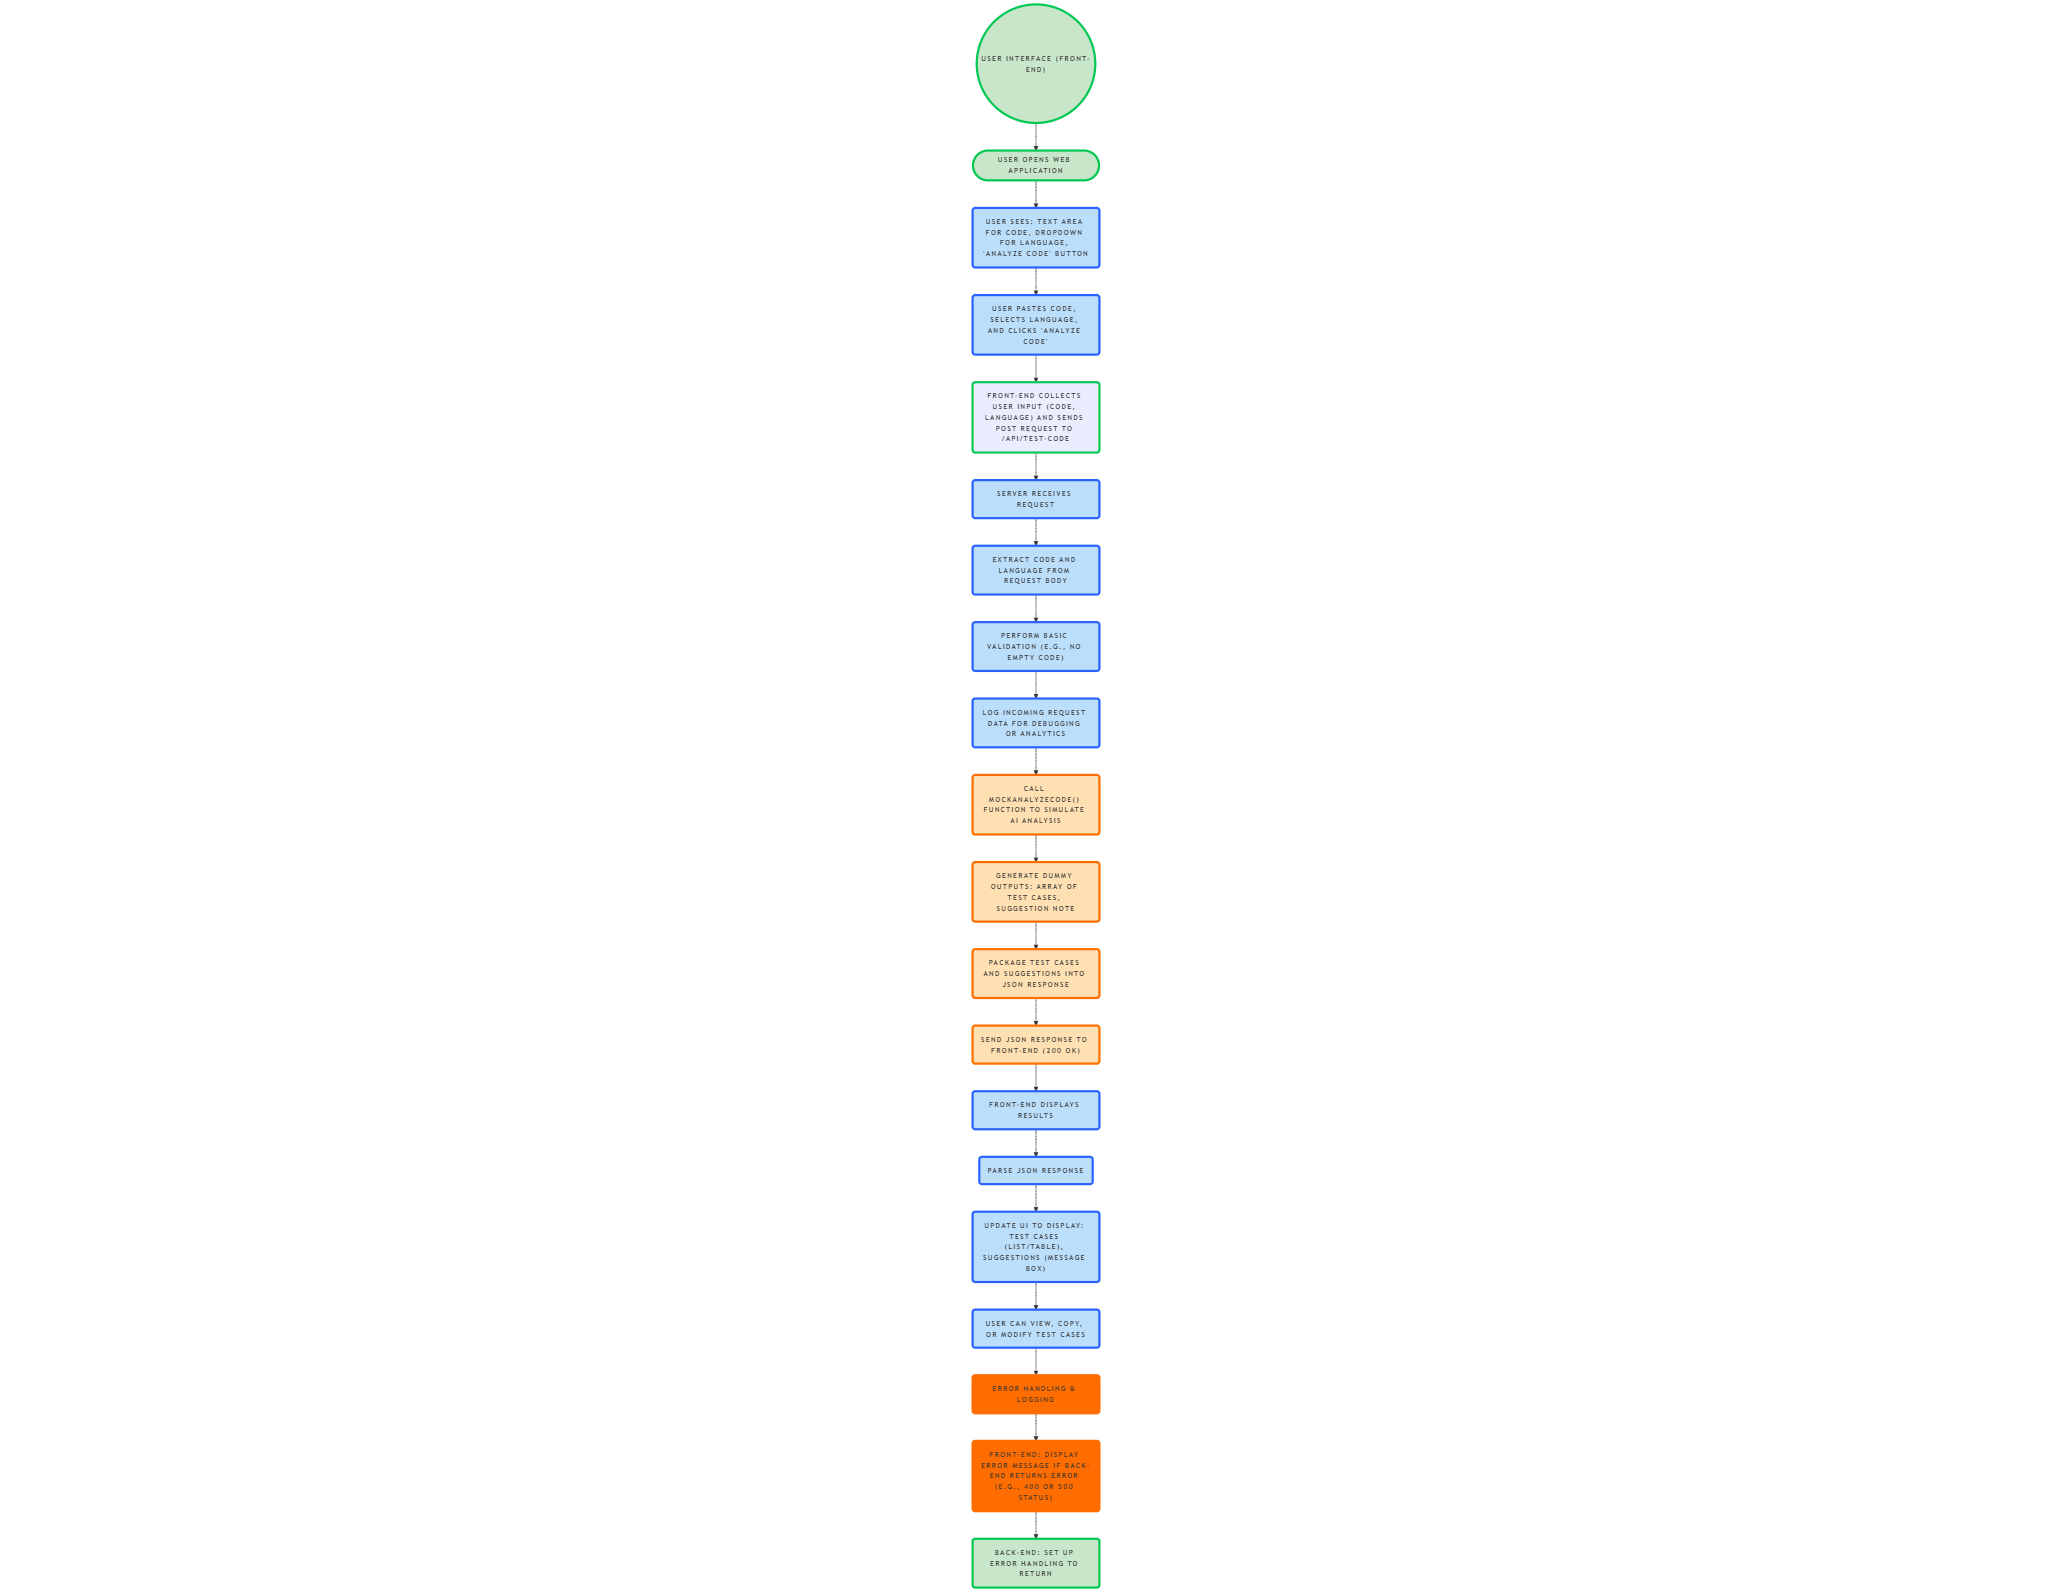 USER INTERFACE (FRONT-
END)
USER OPENS WEB
APPLICATION
USER SEES: TEXT AREA
FOR CODE, DROPDOWN
FOR LANGUAGE,
'ANALYZE CODE' BUTTON
USER PASTES CODE,
SELECTS LANGUAGE,
AND CLICKS 'ANALYZE
CODE'
FRONT-END COLLECTS
USER INPUT (CODE,
LANGUAGE) AND SENDS
POST REQUEST TO
/API/TEST-CODE
SERVER RECEIVES
REQUEST
EXTRACT CODE AND
LANGUAGE FROM
REQUEST BODY
PERFORM BASIC
VALIDATION (E.G., NO
EMPTY CODE)
LOG INCOMING REQUEST
DATA FOR DEBUGGING
OR ANALYTICS
CALL
MOCKANALYZECODE()
FUNCTION TO SIMULATE
AI ANALYSIS
GENERATE DUMMY
OUTPUTS: ARRAY OF
TEST CASES,
SUGGESTION NOTE
PACKAGE TEST CASES
AND SUGGESTIONS INTO
JSON RESPONSE
SEND JSON RESPONSE TO
FRONT-END (200 OK)
FRONT-END DISPLAYS
RESULTS
PARSE JSON RESPONSE
UPDATE UI TO DISPLAY:
TEST CASES
(LIST/TABLE),
SUGGESTIONS (MESSAGE
BOX)
USER CAN VIEW, COPY,
OR MODIFY TEST CASES
ERROR HANDLING &
LOGGING
FRONT-END: DISPLAY
ERROR MESSAGE IF BACK-
END RETURNS ERROR
(E.G., 400 OR 500
STATUS)
BACK-END: SET UP
ERROR HANDLING TO
RETURN